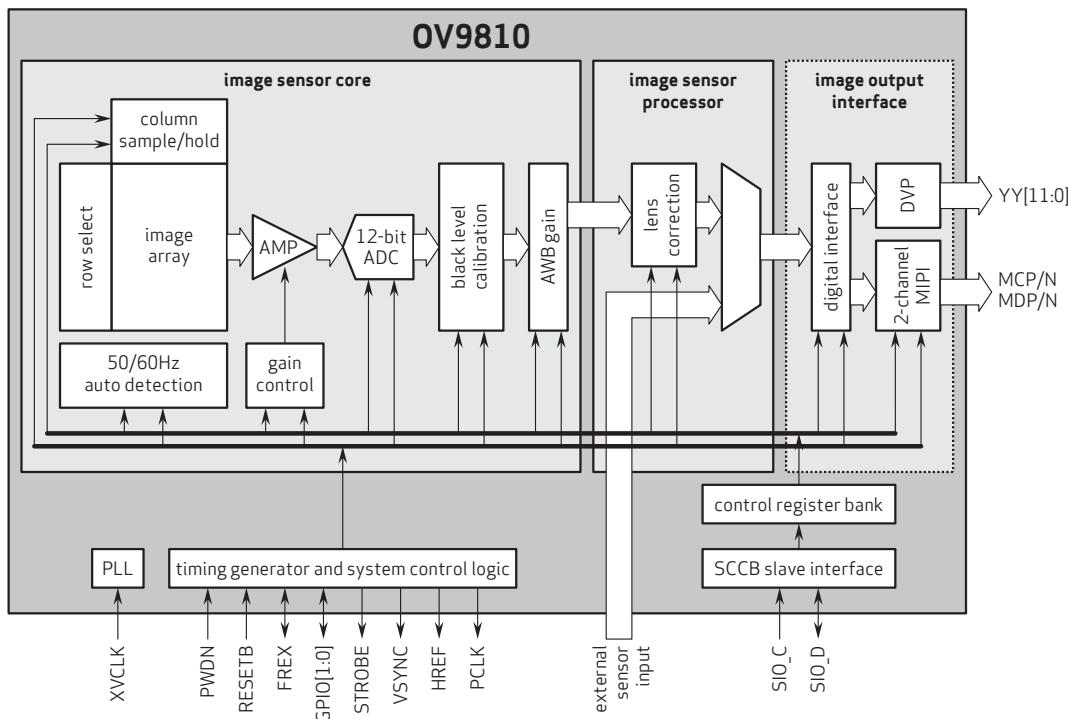 OV9810
image sensor core
image sensor
processor
image output
interface
column
sample/hold
row select
image
array
AMP
12-bit
ADC
black level
calibration
AWB gain
lens
correction
digital interface
DVP
2-channel
MIPI
YY[11:0]
MCP/N
MDP/N
50/60Hz
auto detection
gain
control
control register bank
PLL
timing generator and system control logic
SCCB slave interface
XVCLK
PWDN
RESETB
FREX
GPIO[1:0]
STROBE
VSYNC
HREF
PCLK
external
sensor
input
SIO_C
SIO_D